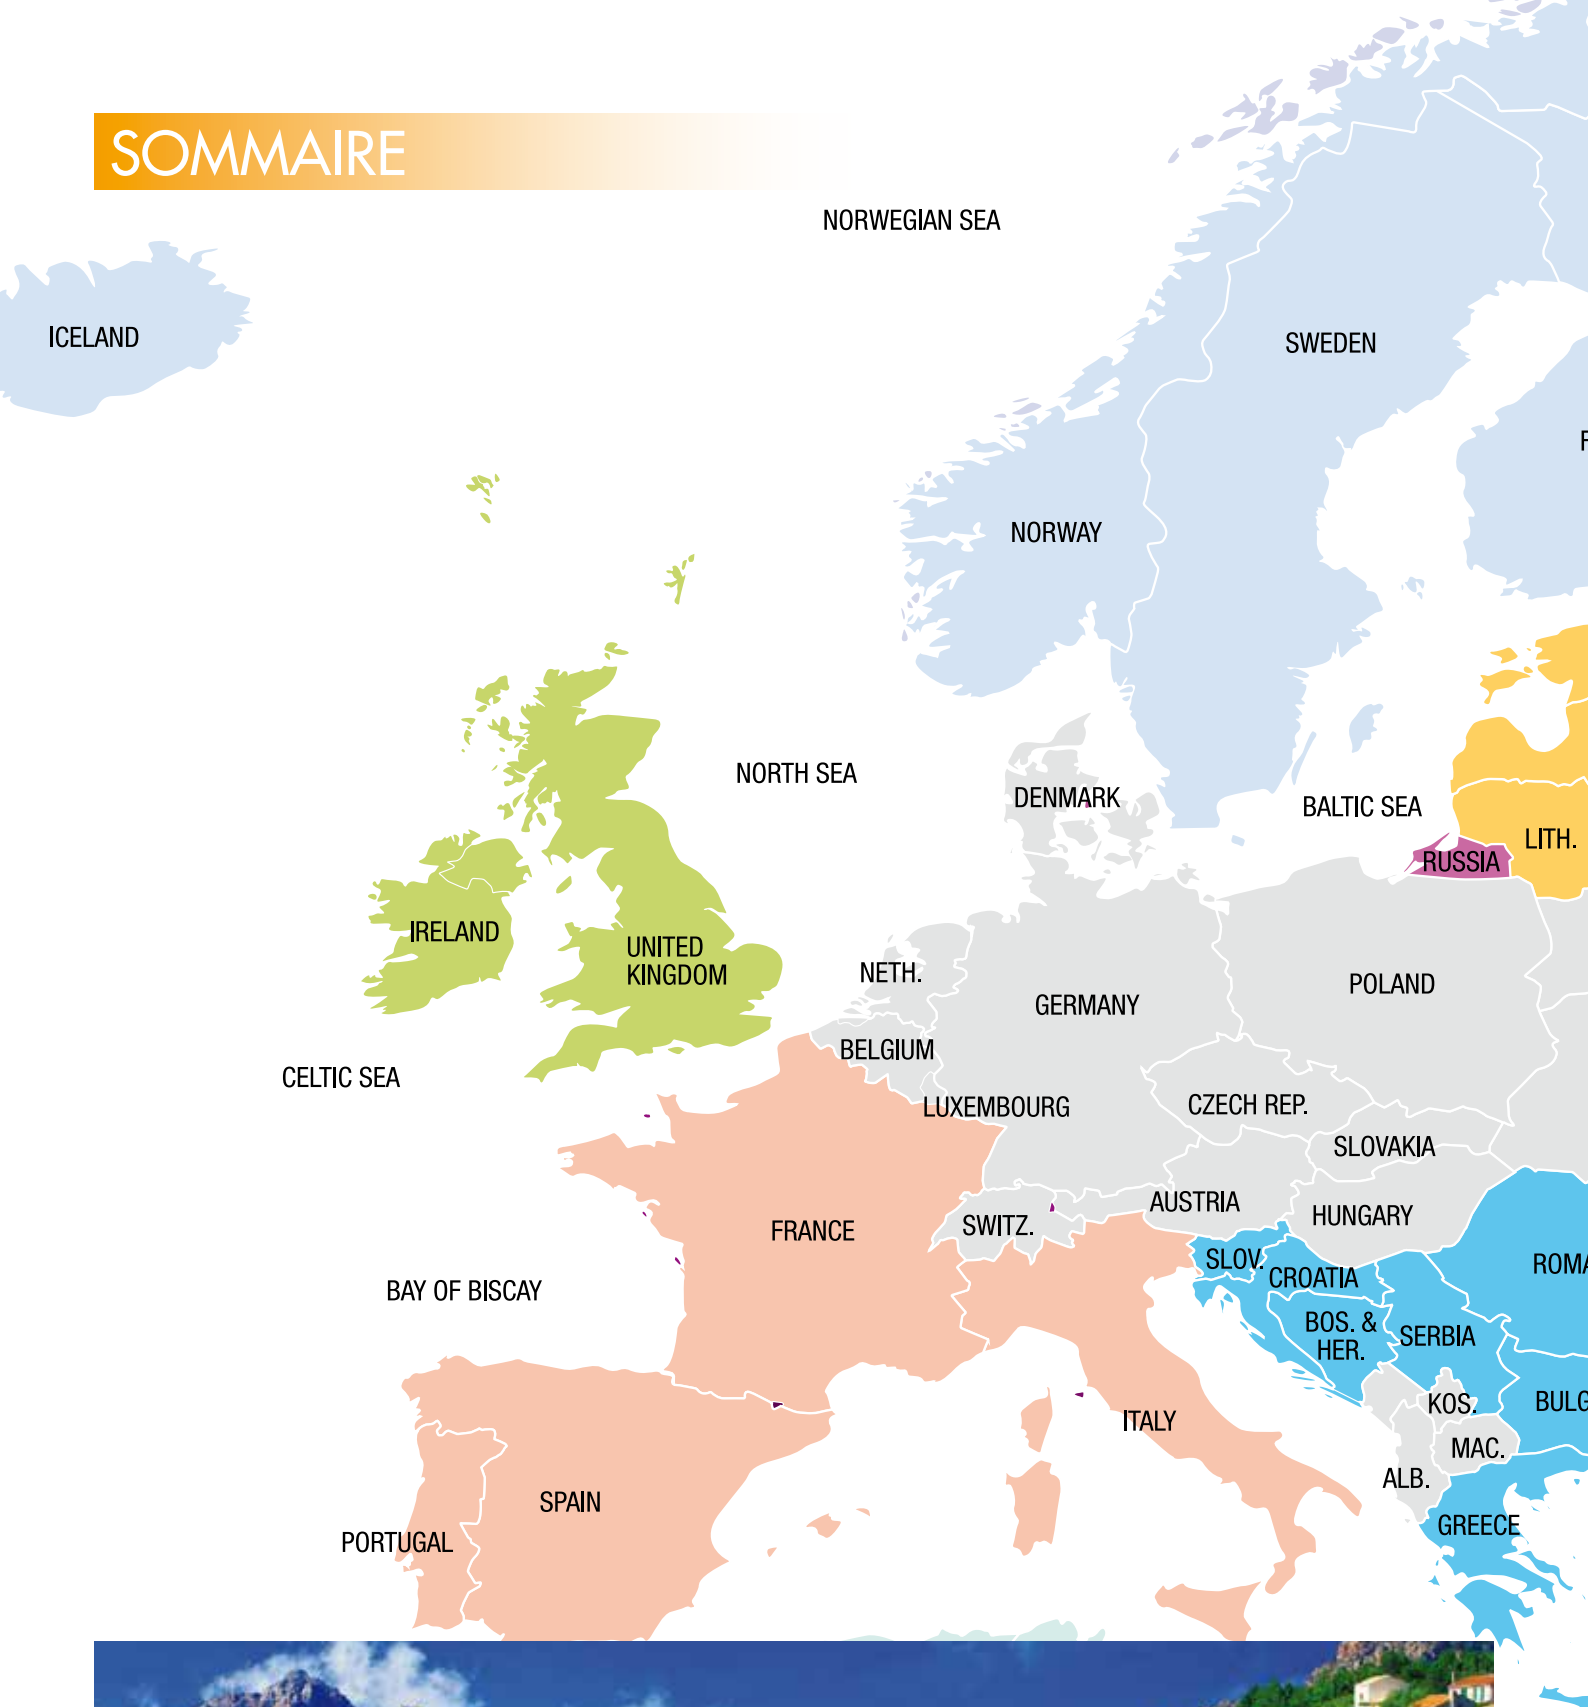 SOMMAIRE
NORWEGIAN SEA
ICELAND
SWEDEN
F
NORWAY
NORTH SEA
DENMARK
BALTIC SEA
LITH.
RUSSIA
IRELAND
UNITED
KINGDOM
NETH.
GERMANY
POLAND
BELGIUM
CELTIC SEA
LUXEMBOURG
CZECH REP.
SLOVAKIA
AUSTRIA
HUNGARY
FRANCE
SWITZ.
SLOV.
CROATIA
ROMA
BAY OF BISCAY
BOS. &
HER.
SERBIA
KOS.
BULG
ITALY
MAC.
ALB.
SPAIN
GREECE
PORTUGAL